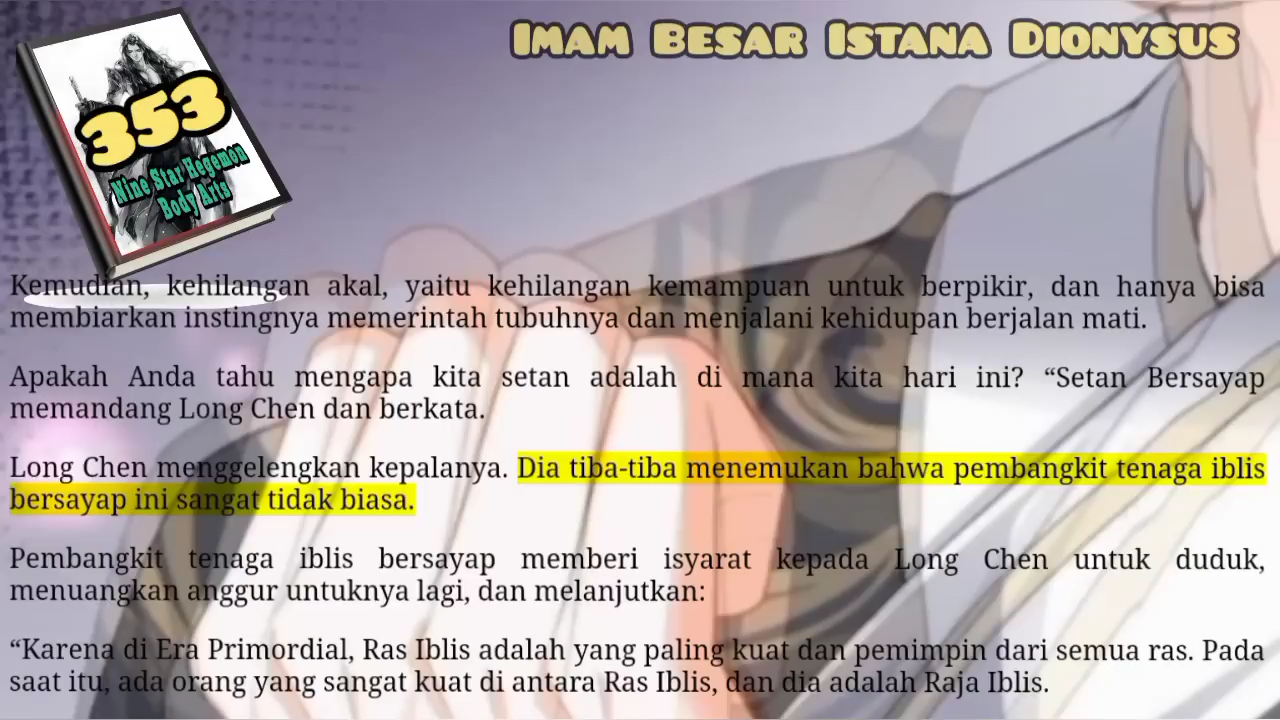 Imam Besar Istana Dionysus
353
Nine Star Hegemon
Body Arts
Kemudian, kehilangan akal, yaitu kehilangan kemampuan untuk berpikir, dan hanya bisa
membiarkan instingnya memerintah tubuhnya dan menjalani kehidupan berjalan mati.
Apakah Anda tahu mengapa kita setan adalah di mana kita hari ini? “Setan Bersayap
memandang Long Chen dan berkata.
Long Chen menggelengkan kepalanya. Dia tiba-tiba menemukan bahwa pembangkit tenaga iblis
bersayap ini sangat tidak biasa.
Pembangkit tenaga iblis bersayap memberi isyarat kepada Long Chen untuk duduk,
menuangkan anggur untuknya lagi, dan melanjutkan:
“Karena di Era Primordial, Ras Iblis adalah yang paling kuat dan pemimpin dari semua ras. Pada
saat itu, ada orang yang sangat kuat di antara Ras Iblis, dan dia adalah Raja Iblis.